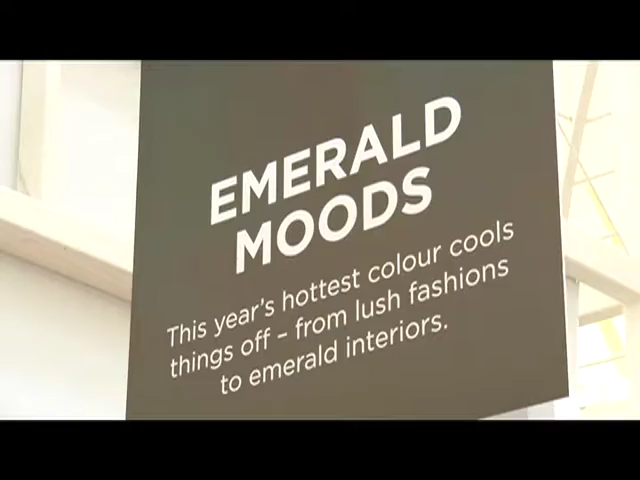 EMERALD
MOODS
This year's hottest colour cools
things off – from lush fashions
to emerald interiors.